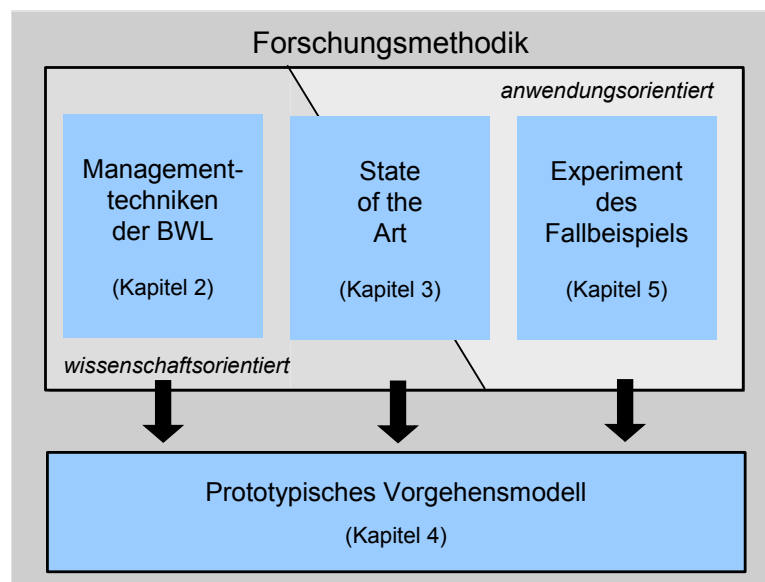 Forschungsmethodik
anwendungsorientiert
Management-
techniken
der BWL
(Kapitel 2)
State
of the
Art
(Kapitel 3)
Experiment
des
Fallbeispiels
(Kapitel 5)
wissenschaftsorientiert
Prototypisches Vorgehensmodell
(Kapitel 4)